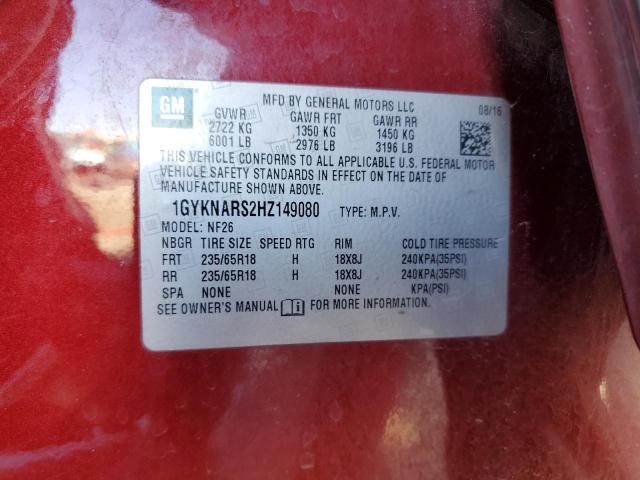 GM
MFD BY GENERAL MOTORS LLC 08/16
GVWR GAWR FRT GAWR RR
2722 KG 1350 KG 1450 KG
6001 LB 2976 LB 3196 LB
THIS VEHICLE CONFORMS TO ALL APPLICABLE U.S. FEDERAL MOTOR
VEHICLE SAFETY STANDARDS IN EFFECT ON THE DATE OF
MANUFACTURE SHOWN ABOVE.
1GYKNARS2HZ149080 TYPE: M.P.V.
MODEL: NF26
NBGR TIRE SIZE SPEED RTG RIM COLD TIRE PRESSURE
FRT 235/65R18 H 18X8J 240KPA(35PSI)
RR 235/65R18 H 18X8J 240KPA(35PSI)
SPA NONE NONE KPA(PSI)
SEE OWNER'S MANUAL FOR MORE INFORMATION.